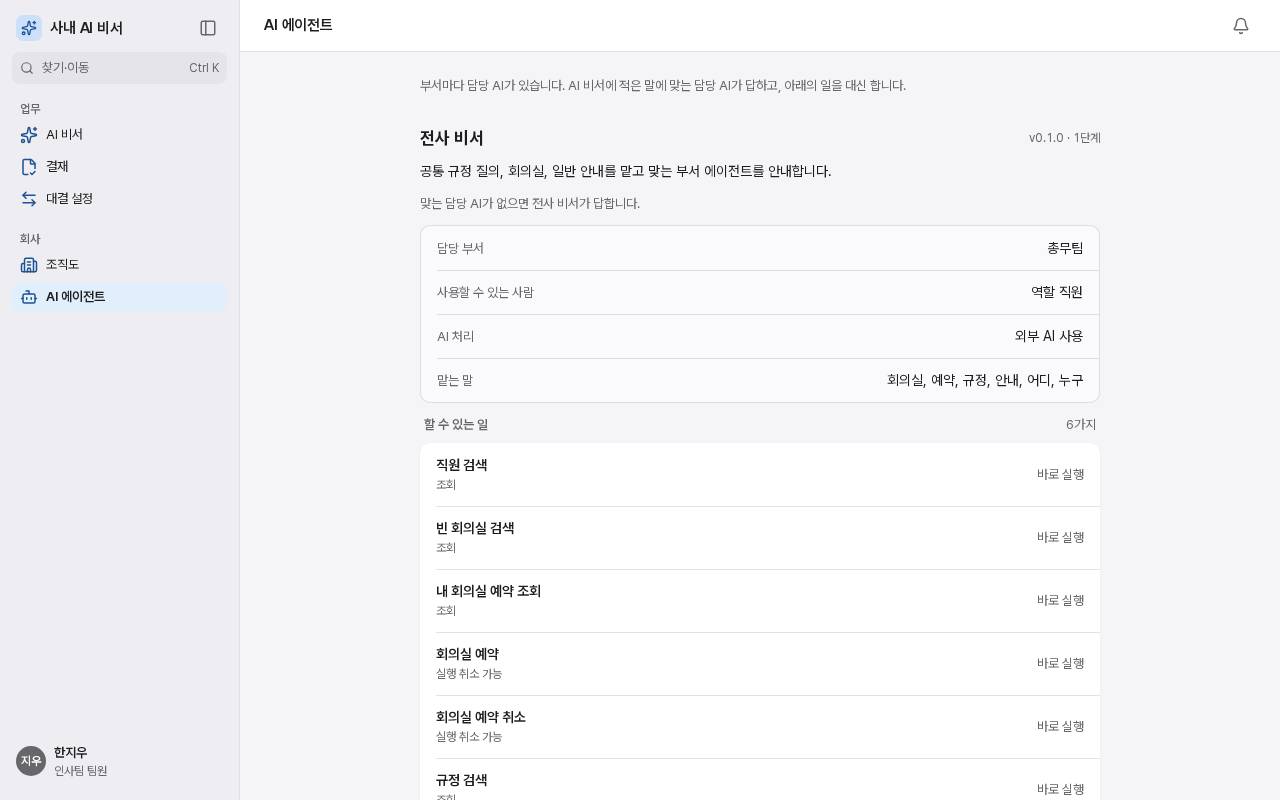 사내 AI 비서
찾기·이동 Ctrl K
업무
AI 비서
결재
대결 설정
회사
조직도
AI 에이전트
지우
한지우
인사팀 팀원
AI 에이전트
부서마다 담당 AI가 있습니다. AI 비서에 적은 말에 맞는 담당 AI가 답하고, 아래의 일을 대신 합니다.
전사 비서 v0.1.0 · 1단계
공통 규정 질의, 회의실, 일반 안내를 맡고 맞는 부서 에이전트를 안내합니다.
맞는 담당 AI가 없으면 전사 비서가 답합니다.
담당 부서 총무팀
사용할 수 있는 사람 역할 직원
AI 처리 외부 AI 사용
맡는 말 회의실, 예약, 규정, 안내, 어디, 누구
할 수 있는 일 6가지
직원 검색
조회
바로 실행
빈 회의실 검색
조회
바로 실행
내 회의실 예약 조회
조회
바로 실행
회의실 예약
실행 취소 가능
바로 실행
회의실 예약 취소
실행 취소 가능
바로 실행
규정 검색
조회
바로 실행